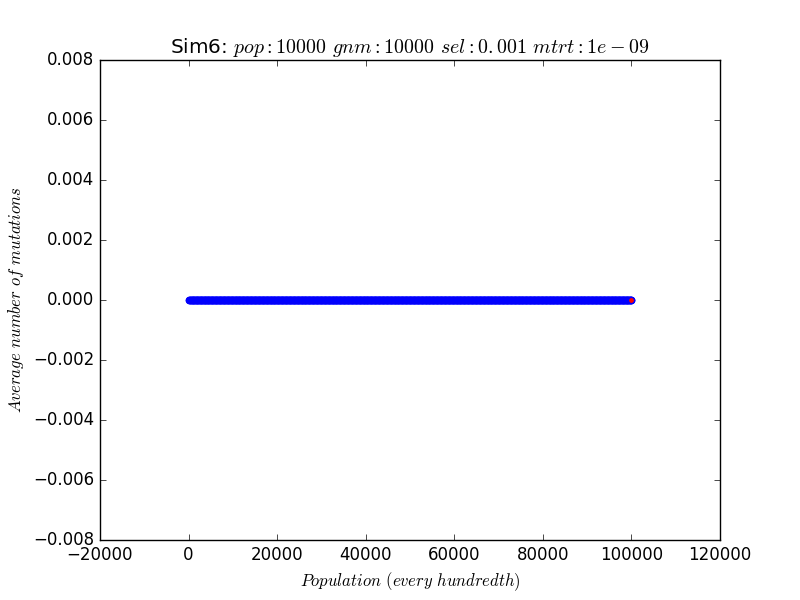 Sim6: pop:10000 gnm:10000 sel:0.001 mtrt:1e−09
0.008
0.006
0.004
0.002
0.000
−0.002
−0.004
−0.006
−0.008
Average number of mutations
−20000 0 20000 40000 60000 80000 100000 120000
Population (every hundredth)